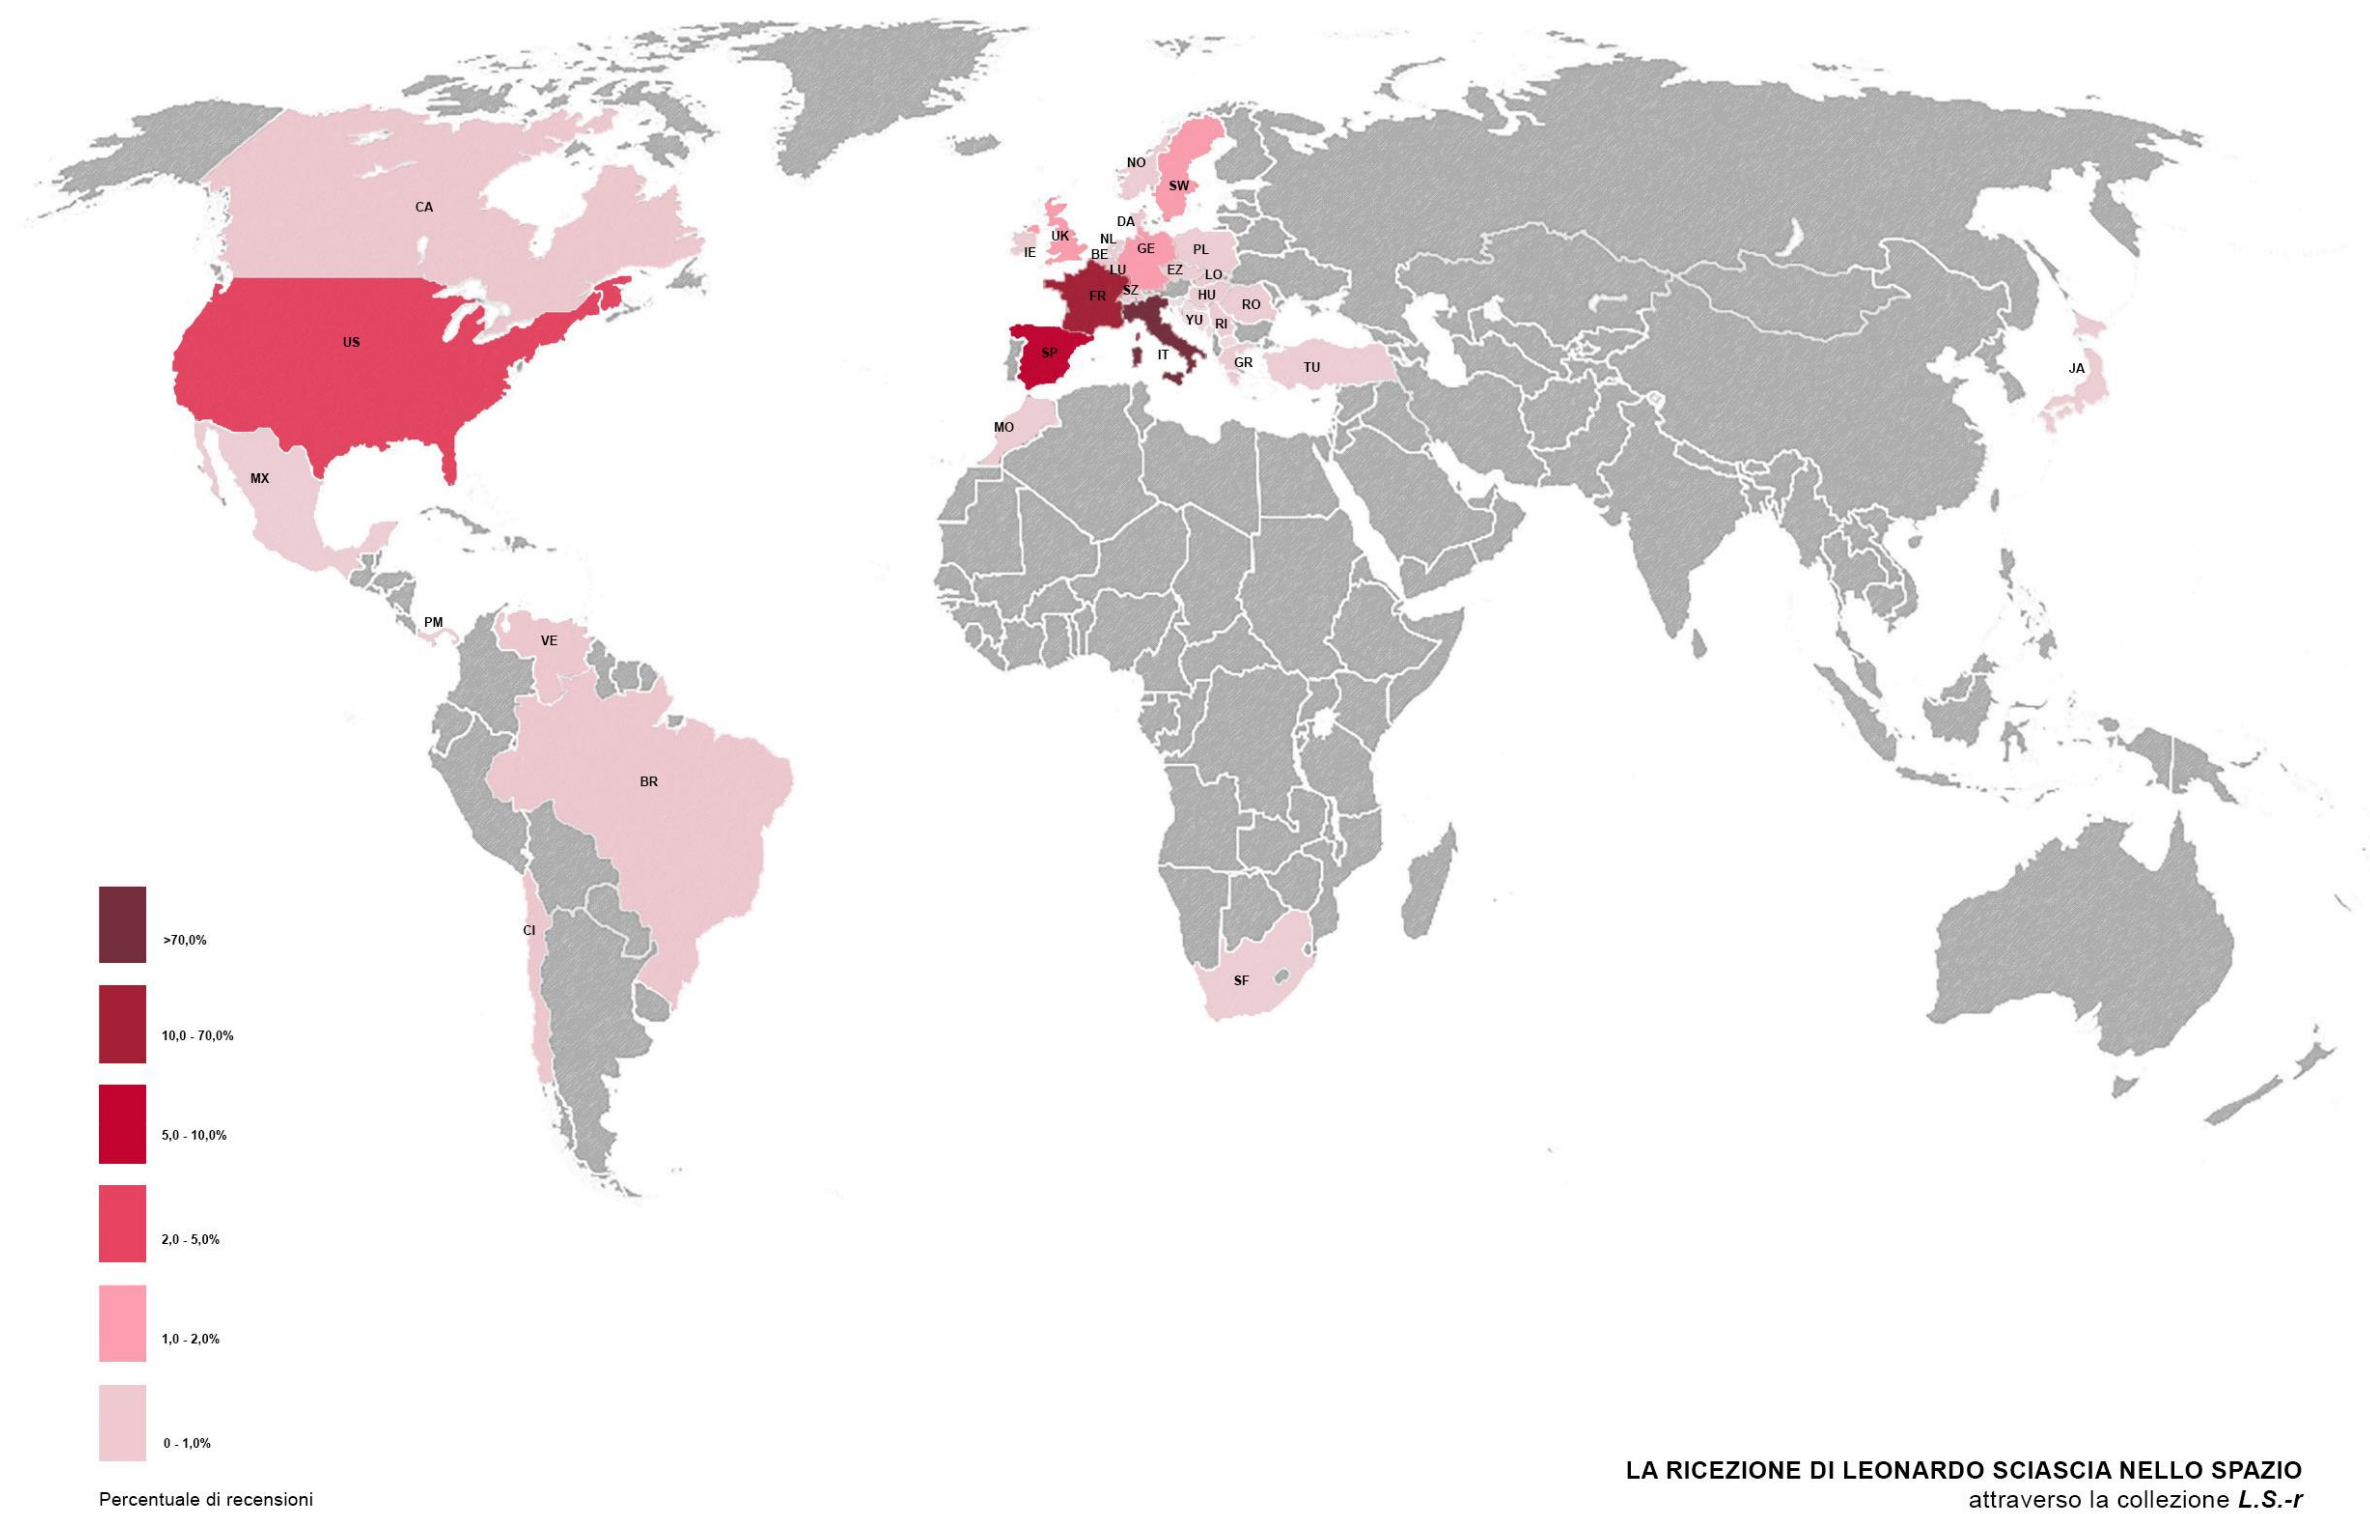 NO
SW
CA
DA
UK
NL
IE
BE
GE
PL
LU
EZ
LO
SZ
FR
HU
RO
YU
RI
US
SP
IT
GR
TU
JA
MO
MX
PM
VE
BR
CI
SF
>70,0%
10,0 - 70,0%
5,0 - 10,0%
2,0 - 5,0%
1,0 - 2,0%
0 - 1,0%
Percentuale di recensioni
LA RICEZIONE DI LEONARDO SCIASCIA NELLO SPAZIO
attraverso la collezione L.S.-r